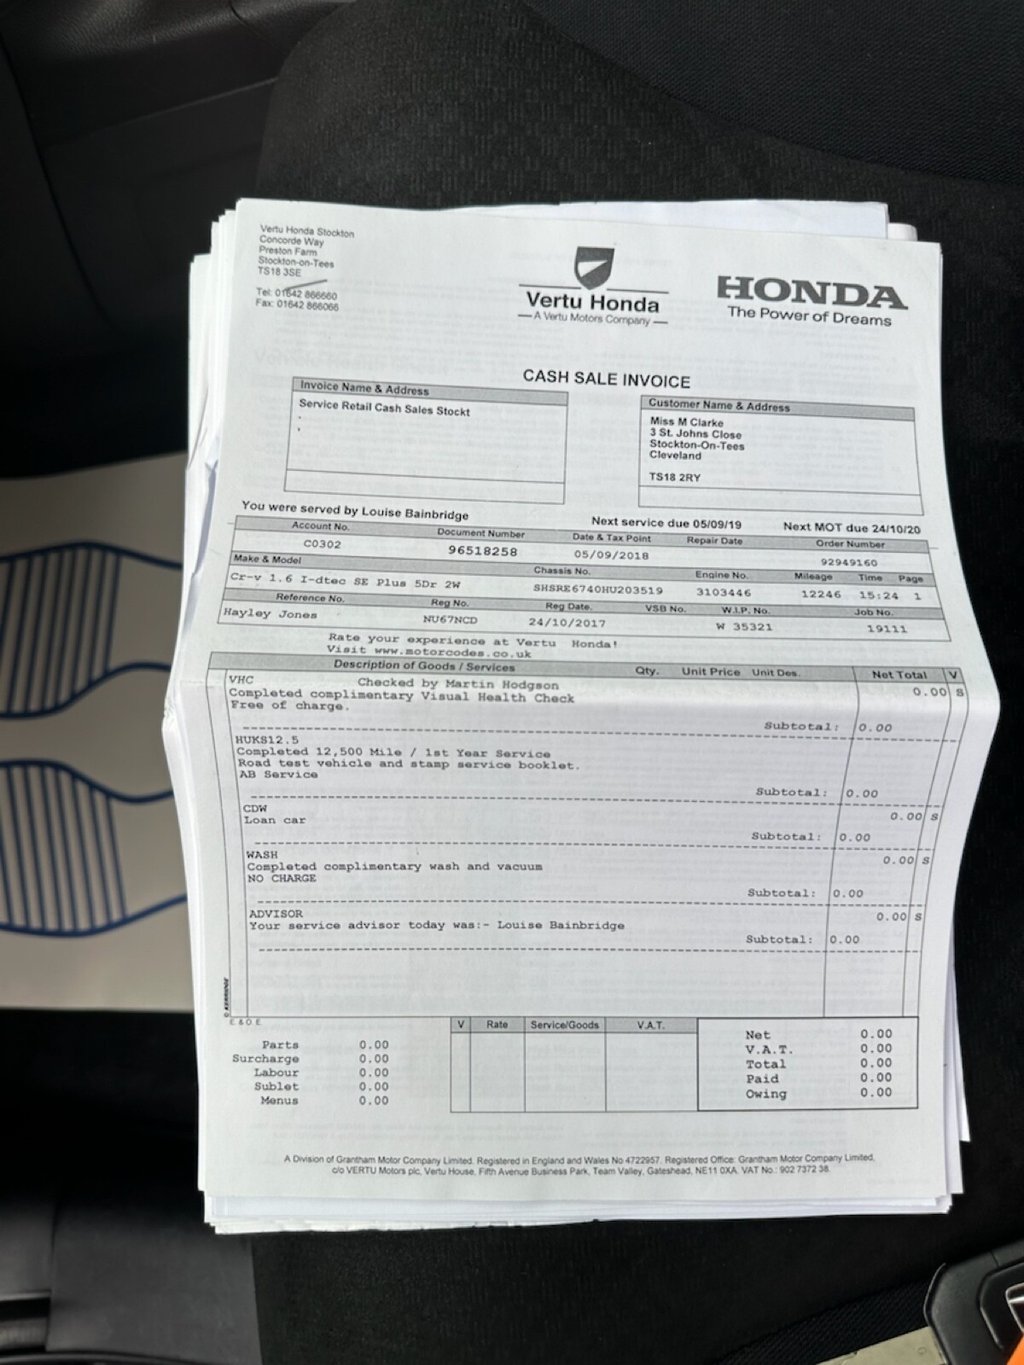 Vertu Honda Stockton
Concorde Way
Preston Farm
Stockton-on-Tees
TS18 3SE
Tel: 01642 866660
Fax: 01642 866066
Vertu Honda
A Vertu Motors Company
HONDA
The Power of Dreams
CASH SALE INVOICE
Invoice Name & Address
Service Retail Cash Sales Stockt
Customer Name & Address
Miss M Clarke
3 St. Johns Close
Stockton-On-Tees
Cleveland
TS18 2RY
You were served by Louise Bainbridge Next service due 05/09/19 Next MOT due 24/10/20
Account No. Document Number Date & Tax Point Repair Date Order Number
C0302 96518258 05/09/2018 92949160
Make & Model Chassis No. Engine No. Mileage Time Page
Cr-v 1.6 I-dtec SE Plus 5Dr 2W SHSRE6740HU203519 3103446 12246 15:24 1
Reference No. Reg No. Reg Date. VSB No. W.I.P. No. Job No.
Hayley Jones NU67NCD 24/10/2017 W 35321 19111
Rate your experience at Vertu Honda!
Visit www.motorcodes.co.uk
Description of Goods / Services Qty. Unit Price Unit Des. Net Total V
VHC Checked by Martin Hodgson 0.00 S
Completed complimentary Visual Health Check
Free of charge.
Subtotal: 0.00
HUKS12.5
Completed 12,500 Mile / 1st Year Service
Road test vehicle and stamp service booklet.
AB Service
Subtotal: 0.00
CDW 0.00 S
Loan car
Subtotal: 0.00
WASH 0.00 S
Completed complimentary wash and vacuum
NO CHARGE
Subtotal: 0.00
ADVISOR 0.00 S
Your service advisor today was:- Louise Bainbridge
Subtotal: 0.00
© KERRIDGE
E.&O.E.
V Rate Service/Goods V.A.T.
Parts 0.00
Surcharge 0.00
Labour 0.00
Sublet 0.00
Menus 0.00
Net 0.00
V.A.T. 0.00
Total 0.00
Paid 0.00
Owing 0.00
A Division of Grantham Motor Company Limited. Registered in England and Wales No 4722957. Registered Office: Grantham Motor Company Limited,
c/o VERTU Motors plc, Vertu House, Fifth Avenue Business Park, Team Valley, Gateshead, NE11 0XA. VAT No.: 902 7372 38.